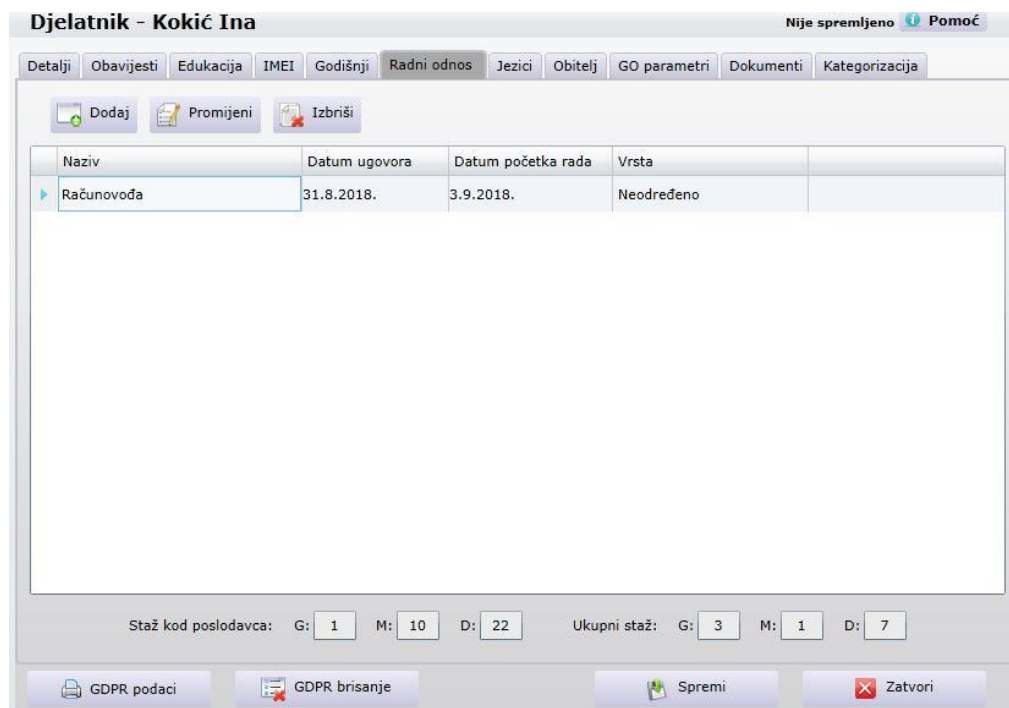 Djelatnik - Kokić Ina Nije spremljeno Pomoć
Detalji Obavijesti Edukacija IMEI Godišnji Radni odnos Jezici Obitelj GO parametri Dokumenti Kategorizacija
Dodaj Promijeni Izbriši
Naziv Datum ugovora Datum početka rada Vrsta
Računovođa 31.8.2018. 3.9.2018. Neodređeno
Staž kod poslodavca: G: 1 M: 10 D: 22 Ukupni staž: G: 3 M: 1 D: 7
GDPR podaci GDPR brisanje Spremi Zatvori